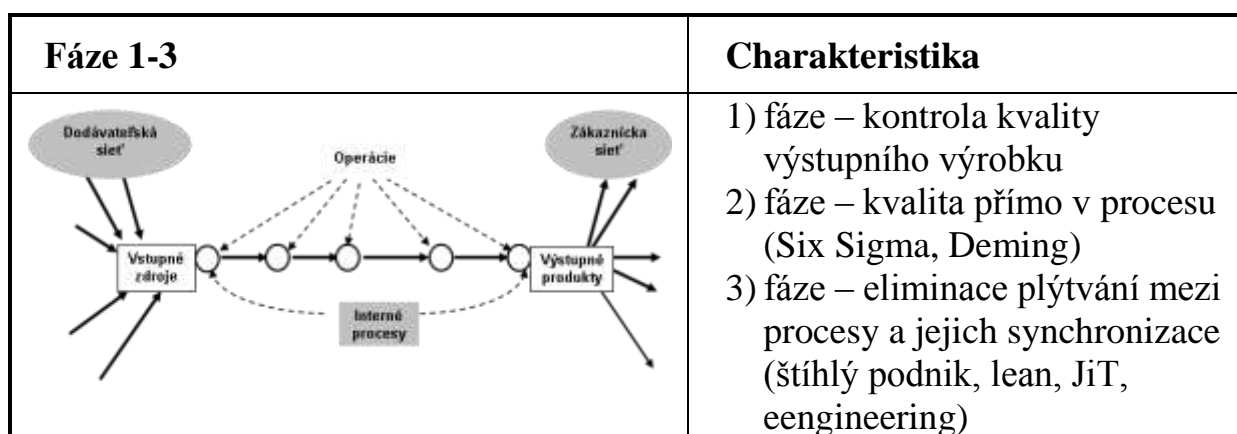 Fáze 1-3
Charakteristika
Dodávateľská
sieť
Zákaznícka
sieť
Operácie
Vstupné
zdroje
Výstupné
produkty
Interné
procesy
1) fáze – kontrola kvality
výstupního výrobku
2) fáze – kvalita přímo v procesu
(Six Sigma, Deming)
3) fáze – eliminace plýtvání mezi
procesy a jejich synchronizace
(štíhlý podnik, lean, JiT,
eengineering)